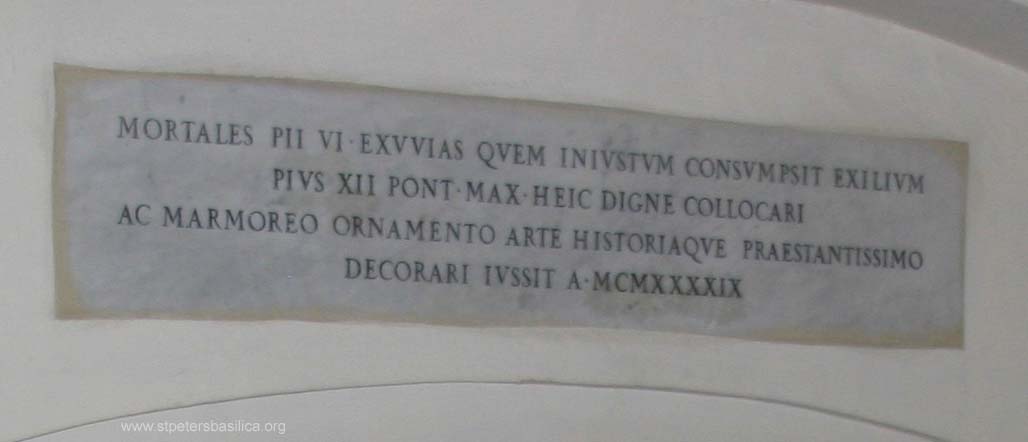 MORTALES PII VI · EXVVIAS QVEM INIVSTVM CONSVMPSIT EXILIVM
PIVS XII PONT · MAX · HEIC DIGNE COLLOCARI
AC MARMOREO ORNAMENTO ARTE HISTORIAQVE PRAESTANTISSIMO
DECORARI IVSSIT A · MCMXXXXIX
www.stpetersbasilica.org